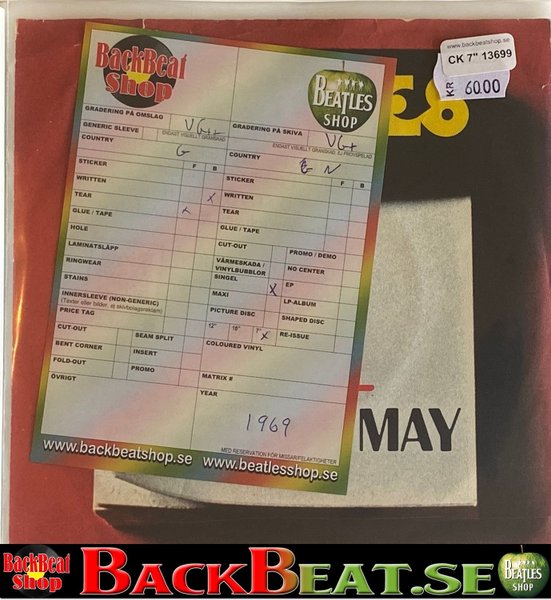 www.backbeatshop.se
CK 7" 13699
KR 60.00
BackBeat
Shop
BEATLES
SHOP
GRADERING PÅ OMSLAG
VG+
GRADERING PÅ SKIVA
VG+
GENERIC SLEEVE
ENDAST VISUELLT GRANSKAD
ENDAST VISUELLT GRANSKAD, EJ PROVSPELAD
COUNTRY
G
COUNTRY
N
STICKER
F
B
STICKER
F
B
WRITTEN
X
WRITTEN
TEAR
TEAR
GLUE / TAPE
X
GLUE / TAPE
HOLE
CUT-OUT
PROMO / DEMO
LAMINATSLÄPP
VÄRMESKADA /
VINYLBUBBLOR
NO CENTER
RINGWEAR
SINGEL
X
EP
STAINS
MAXI
LP-ALBUM
INNERSLEEVE (NON-GENERIC)
(Texter eller bilder, ej skivbolagsreklam)
PICTURE DISC
SHAPED DISC
PRICE TAG
12"
10"
7"
X
RE-ISSUE
CUT-OUT
SEAM SPLIT
COLOURED VINYL
BENT CORNER
INSERT
FOLD-OUT
PROMO
MATRIX #
ÖVRIGT
YEAR
1969
MED RESERVATION FÖR MISSAR/FELAKTIGHETER
www.backbeatshop.se
www.beatlesshop.se
MAY
BackBeat
Shop
BACKBEAT.SE
BEATLES
SHOP